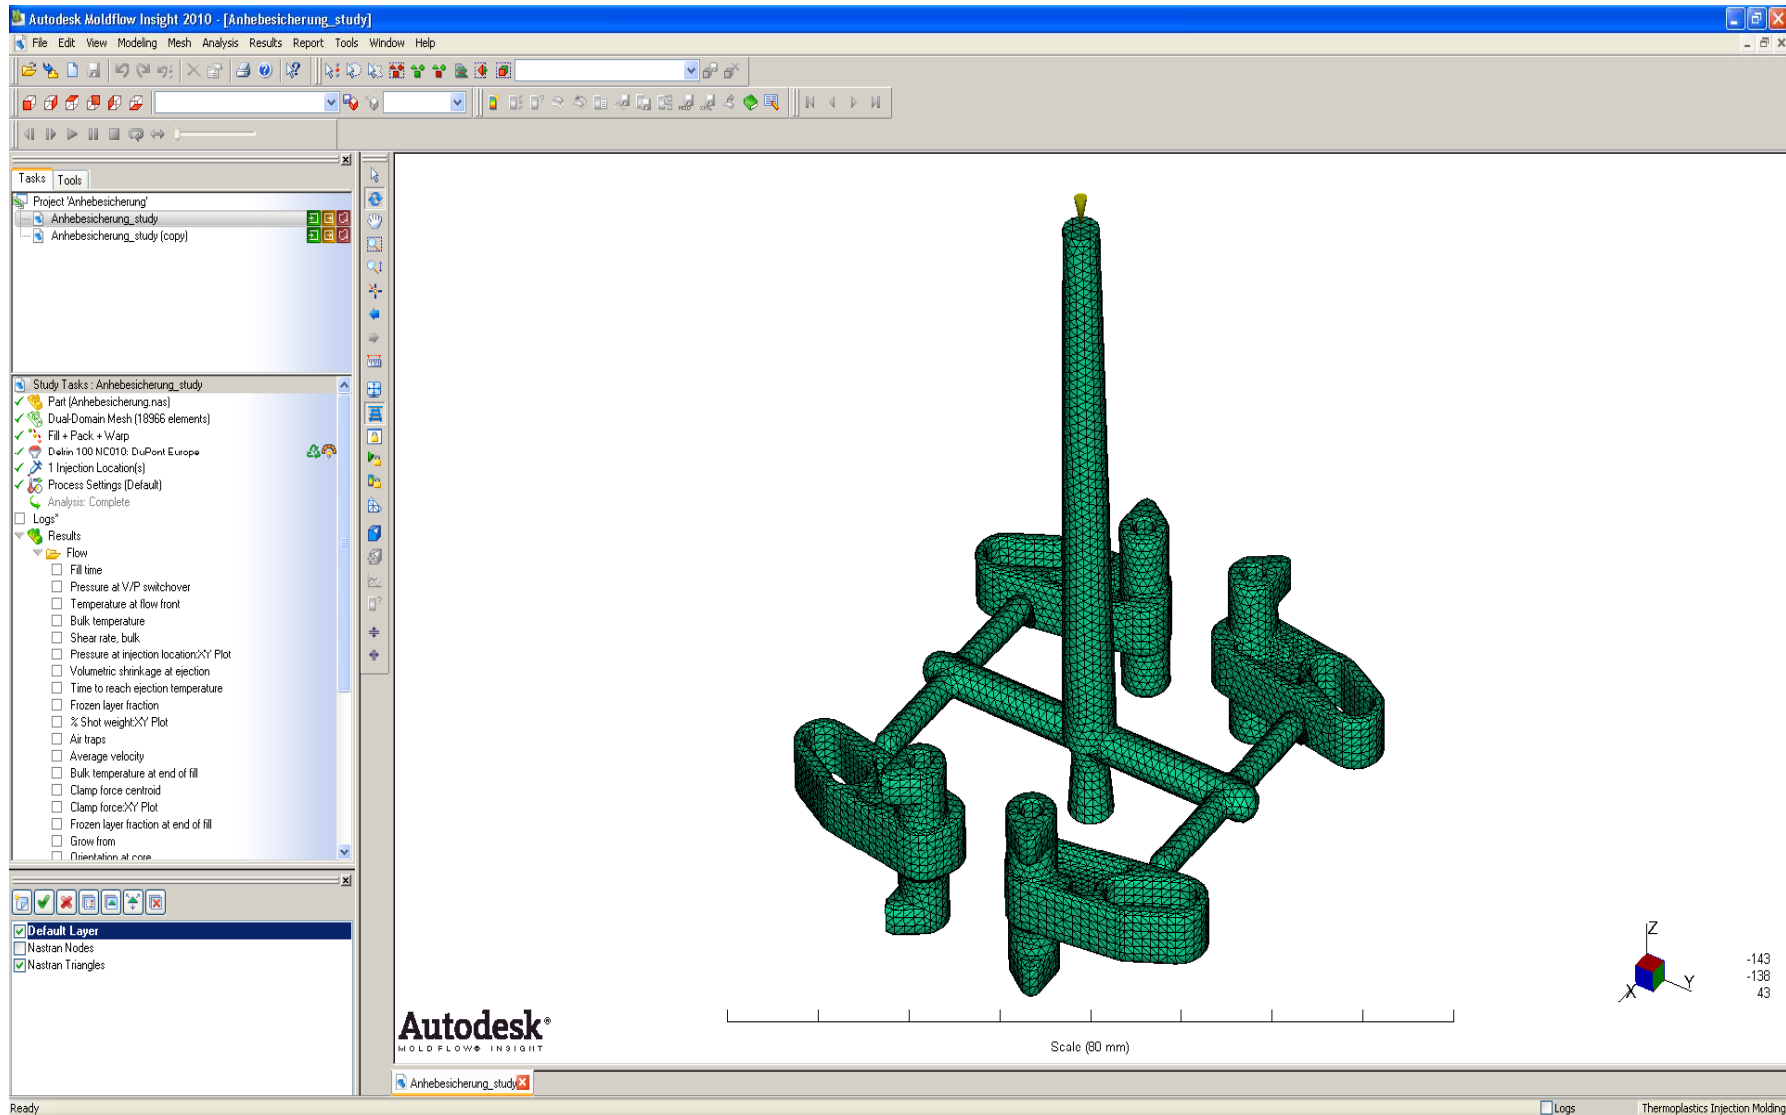 Autodesk Moldflow Insight 2010 - [Anhebesicherung_study]
File Edit View Modeling Mesh Analysis Results Report Tools Window Help
Tasks Tools
Project 'Anhebesicherung'
Anhebesicherung_study
Anhebesicherung_study (copy)
Study Tasks : Anhebesicherung_study
Part (Anhebesicherung.nas)
Dual-Domain Mesh (18966 elements)
Fill + Pack + Warp
Delrin 100 NC010: DuPont Europe
1 Injection Location(s)
Process Settings (Default)
Analysis: Complete
Logs*
Results
Flow
Fill time
Pressure at V/P switchover
Temperature at flow front
Bulk temperature
Shear rate, bulk
Pressure at injection location:XY Plot
Volumetric shrinkage at ejection
Time to reach ejection temperature
Frozen layer fraction
% Shot weight:XY Plot
Air traps
Average velocity
Bulk temperature at end of fill
Clamp force centroid
Clamp force:XY Plot
Frozen layer fraction at end of fill
Grow from
Orientation at core
Default Layer
Nastran Nodes
Nastran Triangles
Z
Y
X
-143
-138
43
Autodesk®
MOLDFLOW® INSIGHT
Scale (80 mm)
Anhebesicherung_study
Ready
Logs
Thermoplastics Injection Molding